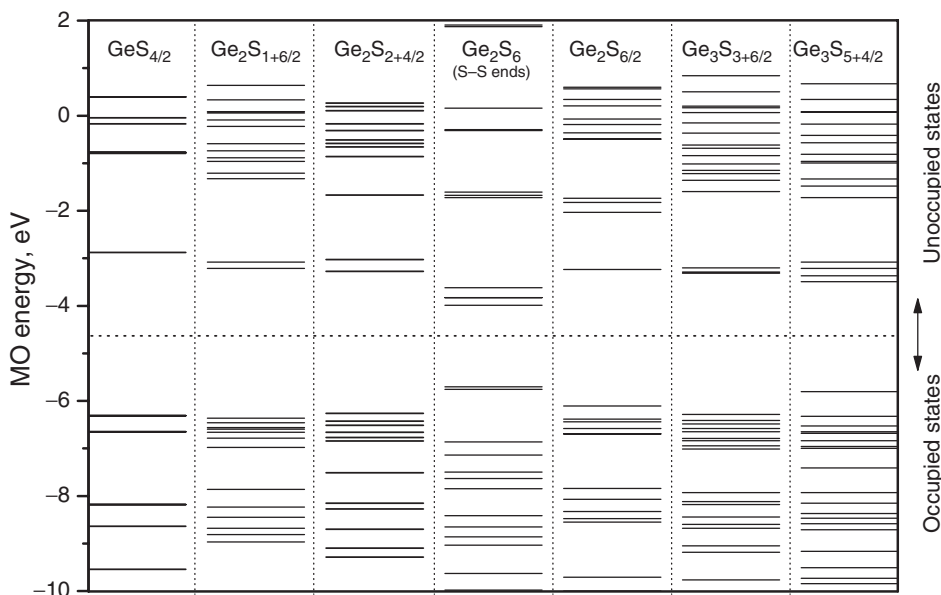 2
0
−2
−4
−6
−8
−10
MO energy, eV
GeS4/2
Ge2S1+6/2
Ge2S2+4/2
Ge2S6
(S–S ends)
Ge2S6/2
Ge3S3+6/2
Ge3S5+4/2
Unoccupied states
Occupied states